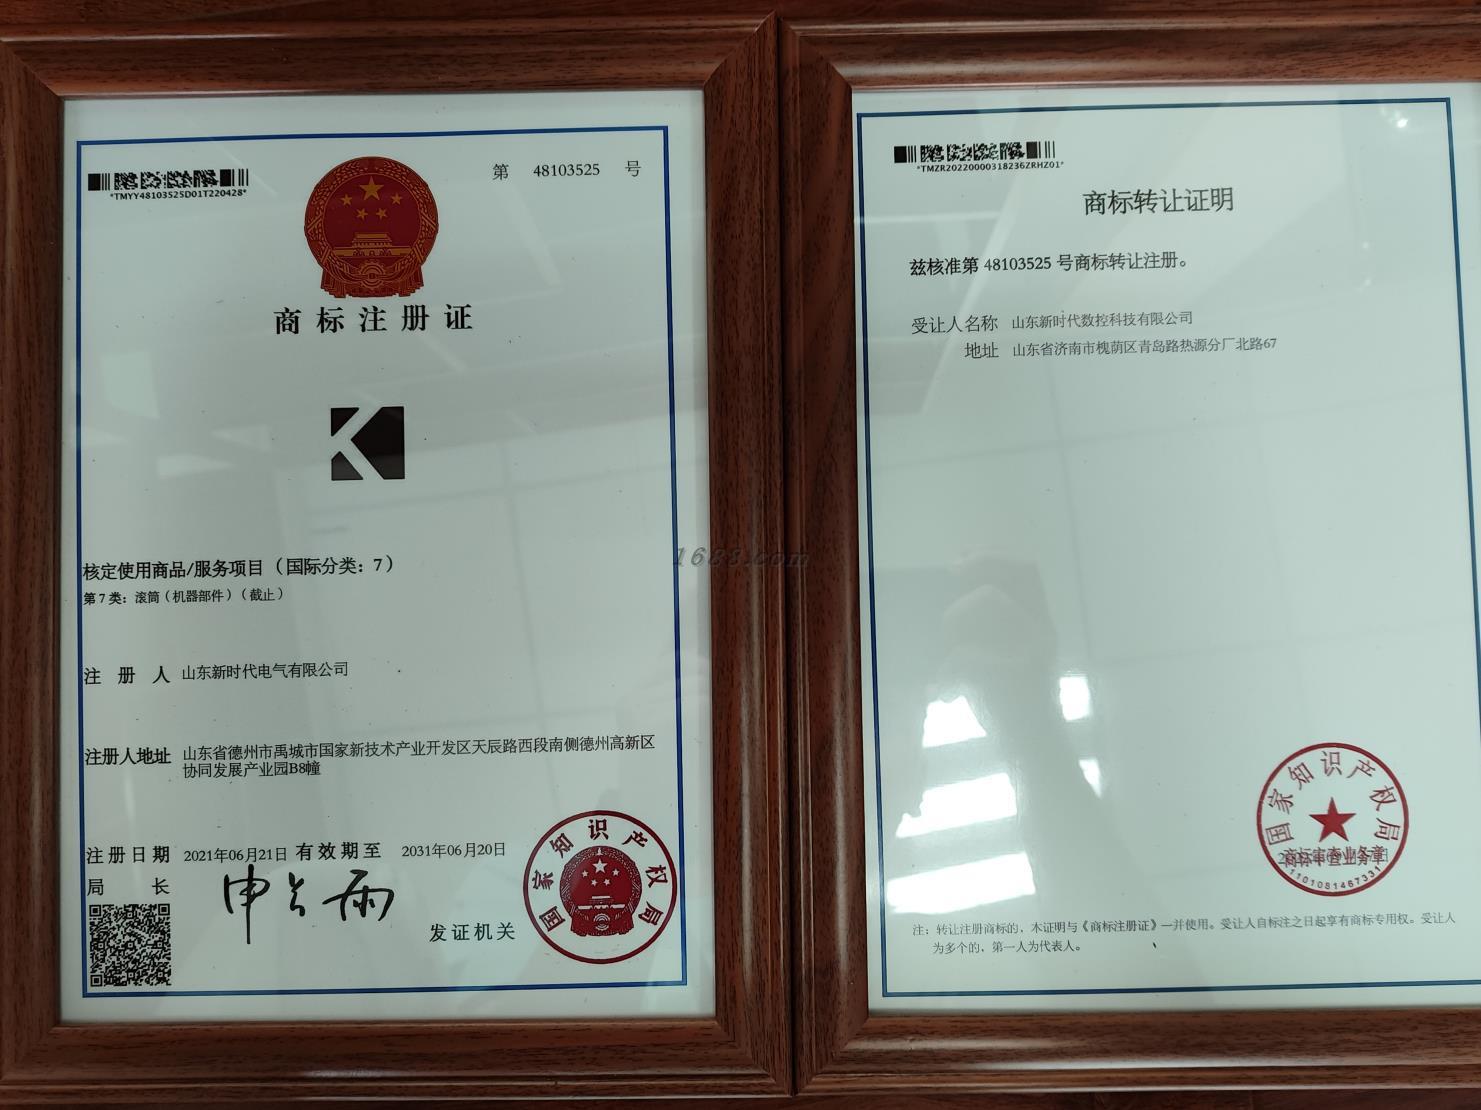 *TMYY48103525D01T220428*
第 48103525 号
商标注册证
K
核定使用商品/服务项目（国际分类：7）
第7类：滚筒（机器部件）（截止）
注册人 山东新时代电气有限公司
注册人地址 山东省德州市禹城市国家新技术产业开发区天辰路西段南侧德州高新区
协同发展产业园B8幢
注册日期 2021年06月21日 有效期至 2031年06月20日
局长 申长雨
发证机关
国家知识产权局
*TMZR20220000318236ZRHZ01*
商标转让证明
兹核准第 48103525 号商标转让注册。
受让人名称 山东新时代数控科技有限公司
地址 山东省济南市槐荫区青岛路热源分厂北路67
国家知识产权局
商标审查业务章
1101081467331
注：转让注册商标的，本证明与《商标注册证》一并使用。受让人自标注之日起享有商标专用权。受让人
为多个的，第一人为代表人。
1688.com